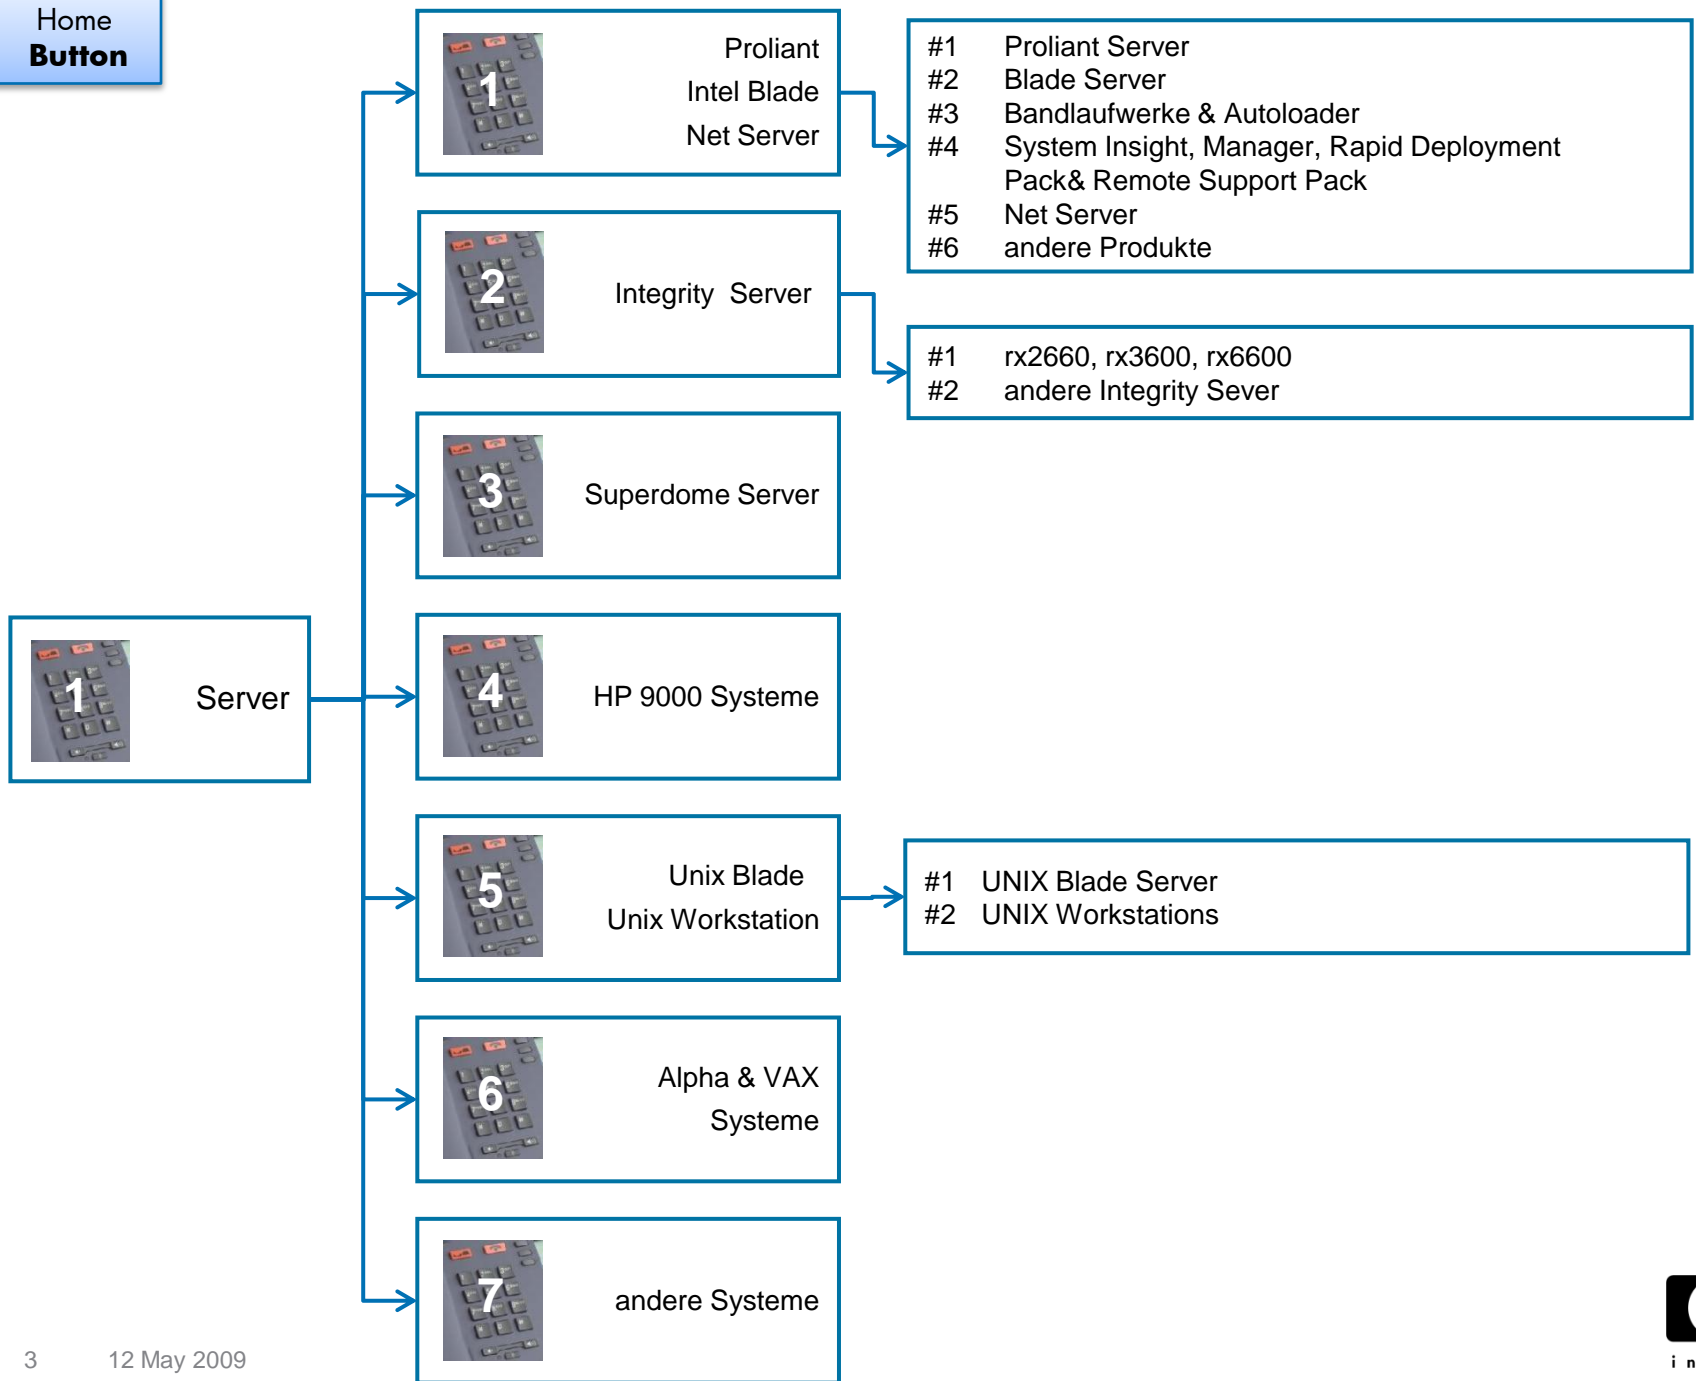 Home
Button
1
Server
1
Proliant
Intel Blade
Net Server
#1 Proliant Server
#2 Blade Server
#3 Bandlaufwerke & Autoloader
#4 System Insight, Manager, Rapid Deployment
Pack& Remote Support Pack
#5 Net Server
#6 andere Produkte
2
Integrity Server
#1 rx2660, rx3600, rx6600
#2 andere Integrity Sever
3
Superdome Server
4
HP 9000 Systeme
5
Unix Blade
Unix Workstation
#1 UNIX Blade Server
#2 UNIX Workstations
6
Alpha & VAX
Systeme
7
andere Systeme
3 12 May 2009